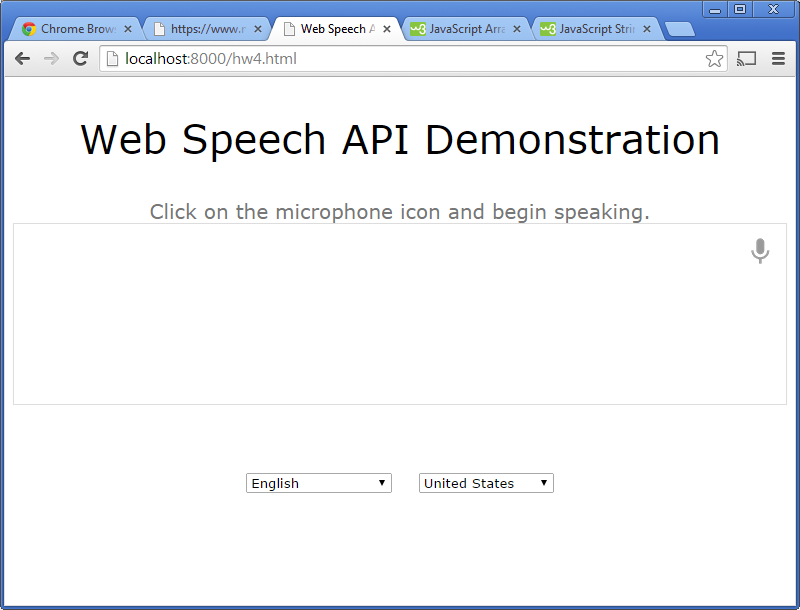 Chrome Brow
https://www.r
Web Speech A
JavaScript Arra
JavaScript Strin
localhost:8000/hw4.html
Web Speech API Demonstration
Click on the microphone icon and begin speaking.
English
United States